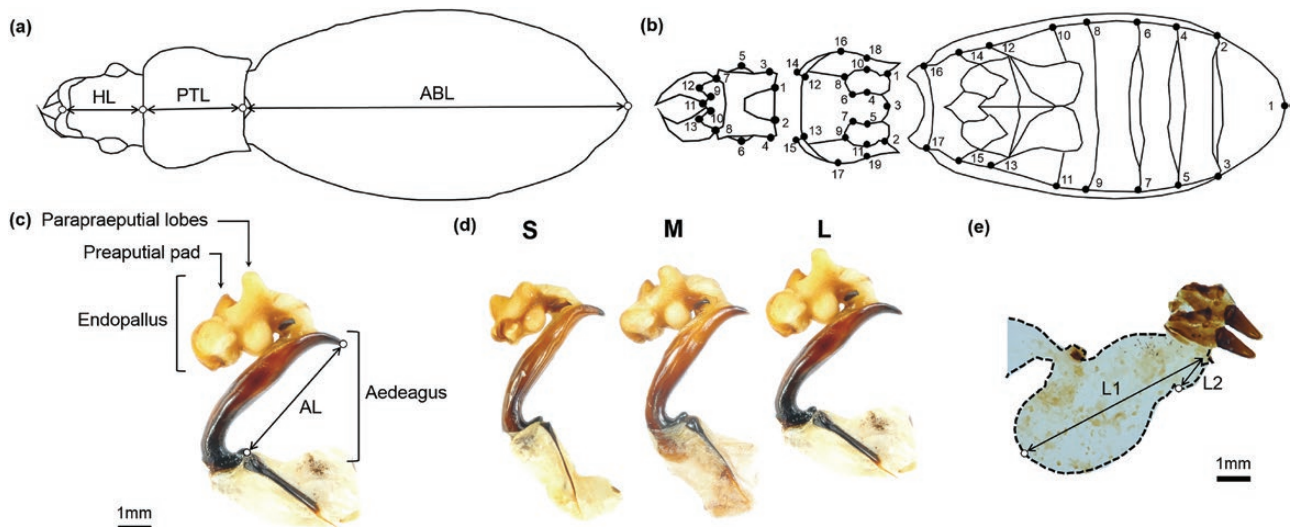 (a)
HL
PTL
ABL
(b)
5
3
7
12
9
1
11
10
2
13
8
4
6
16
18
14
10
1
12
8
6
4
3
7
5
13
9
2
15
11
17
19
10
8
6
4
2
12
14
16
1
17
15
13
3
11
9
7
5
(c)
Parapraeputial lobes
Preaputial pad
Endopallus
AL
Aedeagus
1mm
(d)
S
M
L
(e)
L1
L2
1mm